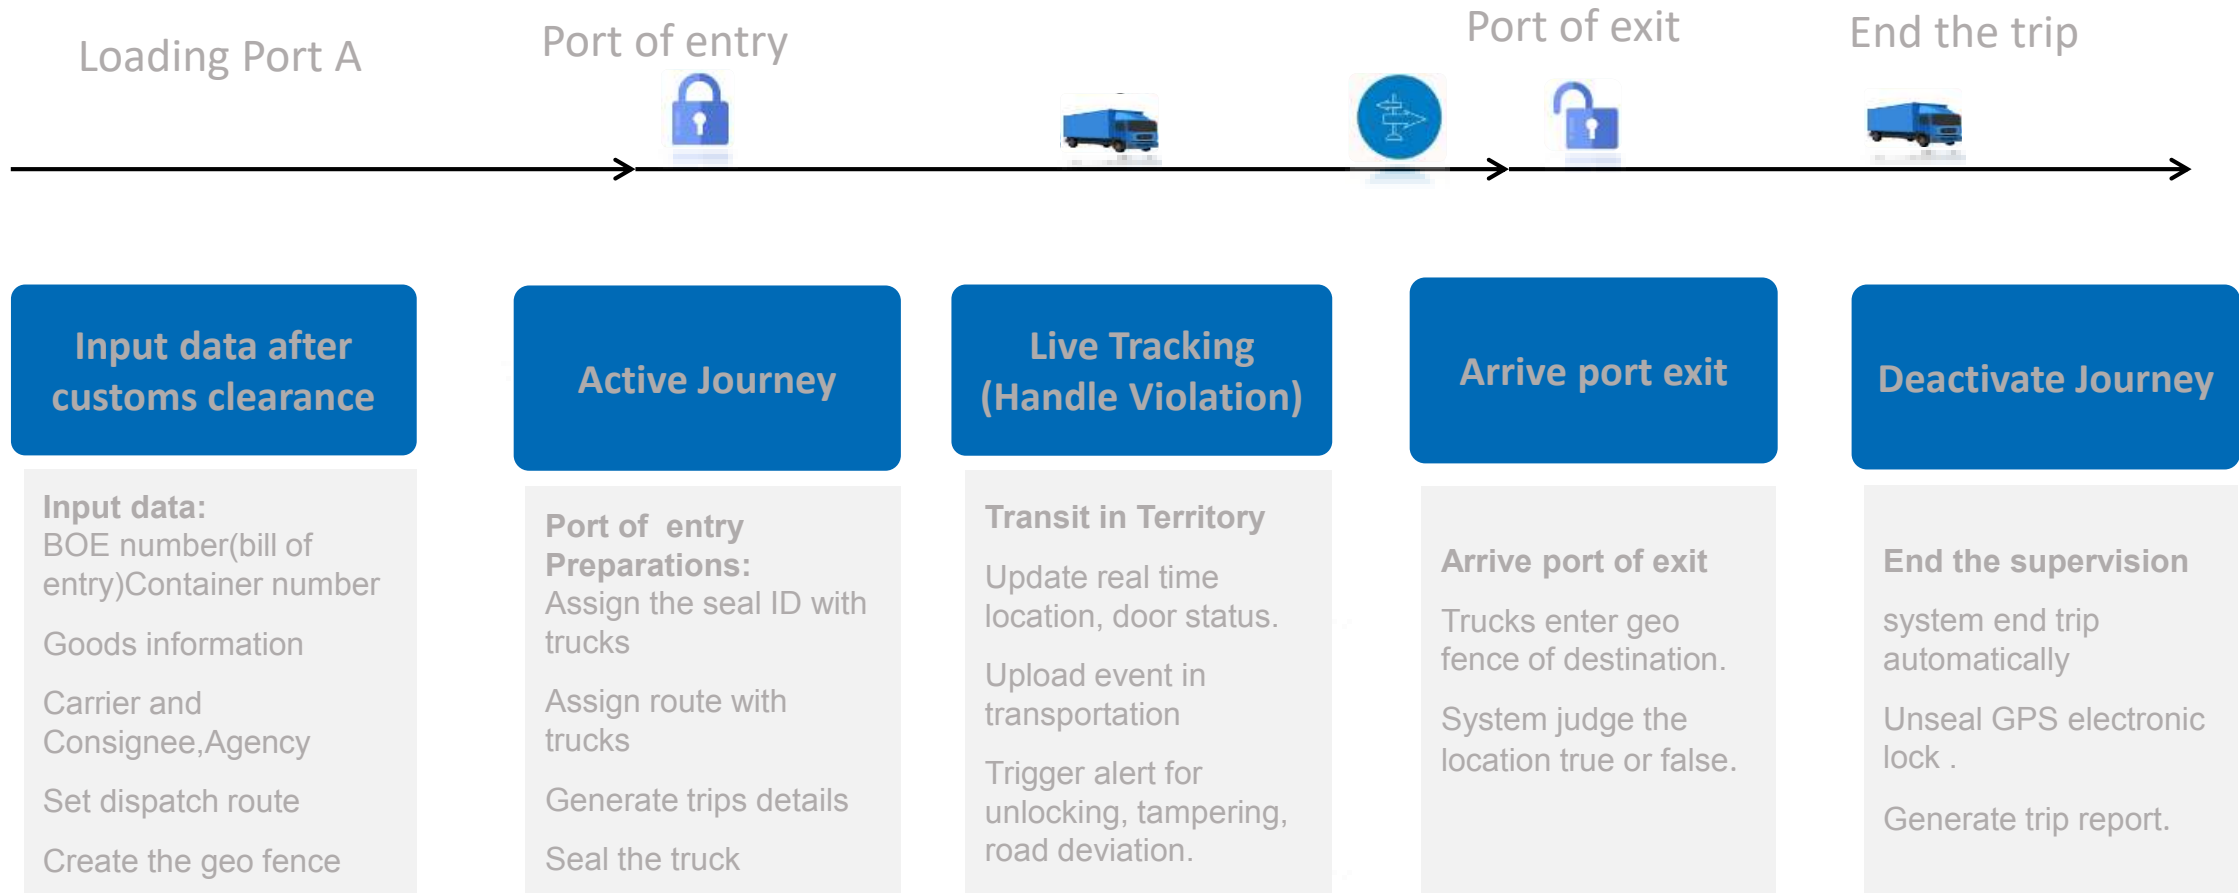 Loading Port A
Port of entry
Port of exit
End the trip
Input data after
customs clearance
Active Journey
Live Tracking
(Handle Violation)
Arrive port exit
Deactivate Journey
Input data:
BOE number(bill of
entry)Container number
Goods information
Carrier and
Consignee,Agency
Set dispatch route
Create the geo fence
Port of  entry
Preparations:
Assign the seal ID with
trucks
Assign route with
trucks
Generate trips details
Seal the truck
Transit in Territory
Update real time
location, door status.
Upload event in
transportation
Trigger alert for
unlocking, tampering,
road deviation.
Arrive port of exit
Trucks enter geo
fence of destination.
System judge the
location true or false.
End the supervision
system end trip
automatically
Unseal GPS electronic
lock .
Generate trip report.